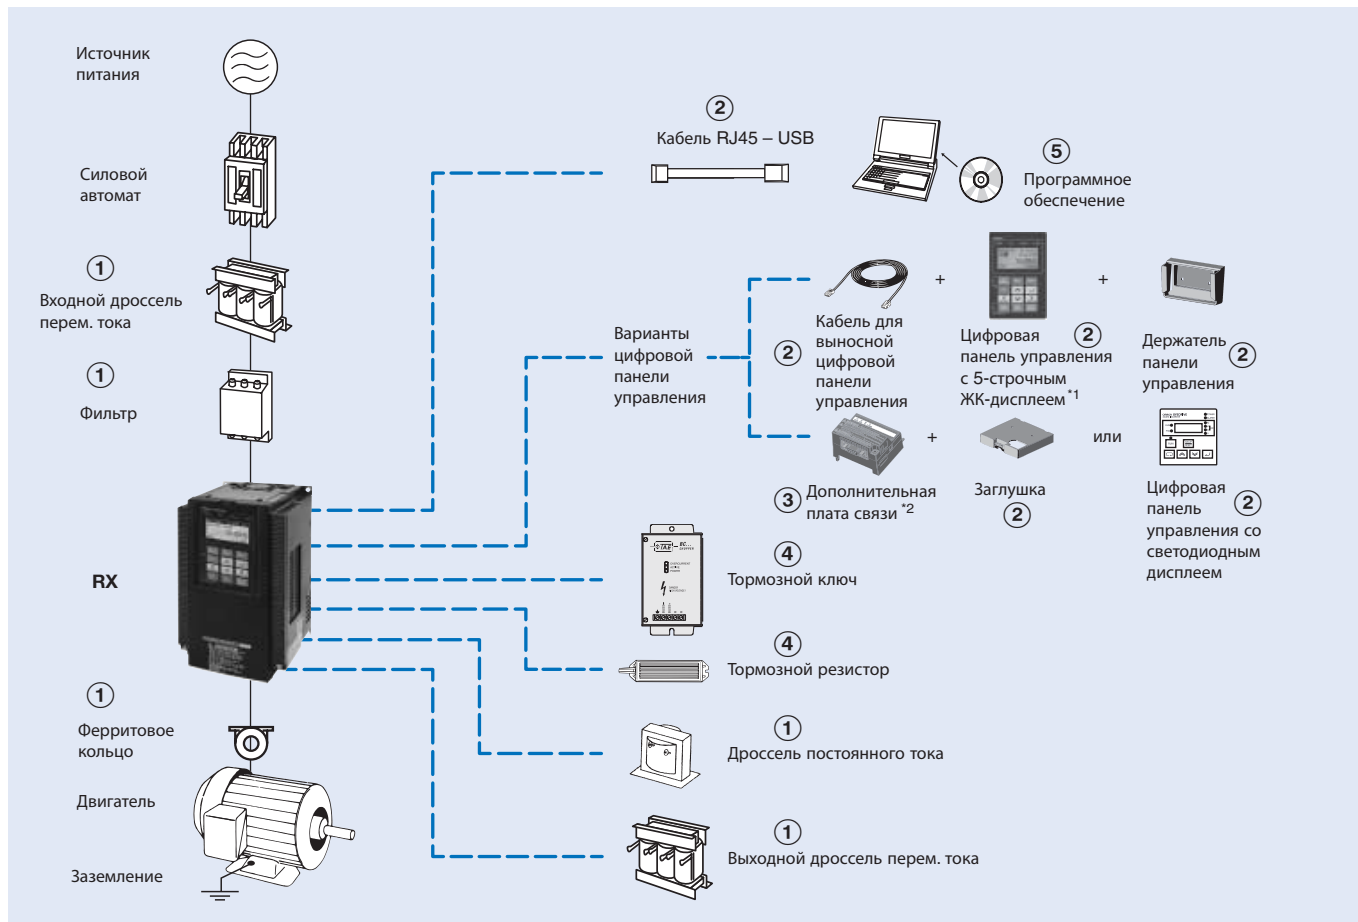 Источник
питания
Силовой
автомат
1
Входной дроссель
перем. тока
1
Фильтр
RX
1
Ферритовое
кольцо
Двигатель
Заземление
2
Кабель RJ45 – USB
5
Программное
обеспечение
Варианты
цифровой
панели
управления
2
Кабель для
выносной
цифровой
панели
управления
+
Цифровая 2
панель управления
с 5-строчным
ЖК-дисплеем *1
+
Держатель
панели 2
управления
3
Дополнительная
плата связи *2
+
Заглушка
2
или
Цифровая
панель 2
управления со
светодиодным
дисплеем
4
Тормозной ключ
4
Тормозной резистор
1
Дроссель постоянного тока
1
Выходной дроссель перем. тока